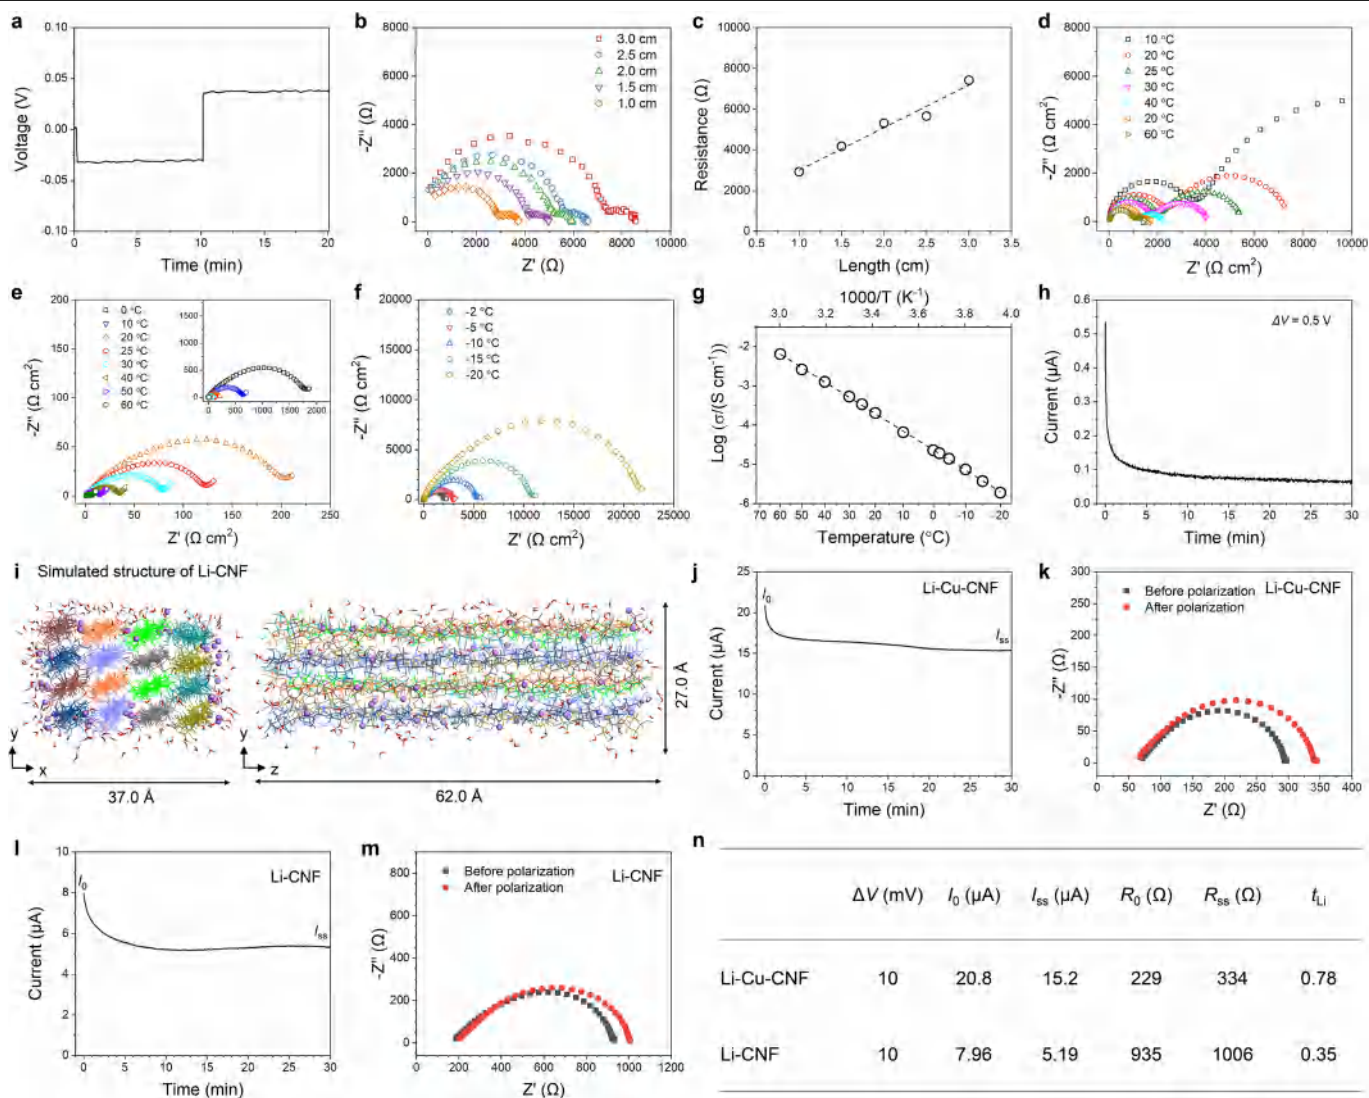 a
0.10
0.05
0.00
-0.05
-0.10
Voltage (V)
0
10
20
Time (min)
b
8000
6000
4000
2000
0
-Z'' (Ω)
3.0 cm
2.5 cm
2.0 cm
1.5 cm
1.0 cm
0
2000
4000
6000
8000
10000
Z' (Ω)
c
10000
8000
6000
4000
2000
0
Resistance (Ω)
0.5
1.0
1.5
2.0
2.5
3.0
3.5
Length (cm)
d
8000
6000
4000
2000
0
-Z'' (Ω cm²)
10 °C
20 °C
25 °C
30 °C
40 °C
20 °C
60 °C
0
2000
4000
6000
8000
10000
Z' (Ω cm²)
e
200
150
100
50
0
-Z'' (Ω cm²)
0 °C
10 °C
20 °C
25 °C
30 °C
40 °C
50 °C
60 °C
1500
1000
500
0
0
500
1000
1500
2000
0
50
100
150
200
250
Z' (Ω cm²)
f
20000
16000
12000
8000
4000
0
-Z'' (Ω cm²)
-2 °C
-5 °C
-10 °C
-15 °C
-20 °C
0
5000
10000
15000
20000
25000
Z' (Ω cm²)
g
1000/T (K⁻¹)
3.0
3.2
3.4
3.6
3.8
4.0
-2
-3
-4
-5
-6
Log (σ/(S cm⁻¹))
70
60
50
40
30
20
10
0
-10
-20
Temperature (°C)
h
0.6
0.5
0.4
0.3
0.2
0.1
0.0
Current (µA)
ΔV = 0.5 V
0
5
10
15
20
25
30
Time (min)
i Simulated structure of Li-CNF
y
x
37.0 Å
y
z
62.0 Å
27.0 Å
j
25
20
15
10
5
0
Current (µA)
I₀
Li-Cu-CNF
Iss
0
5
10
15
20
25
30
Time (min)
k
300
250
200
150
100
50
0
-Z'' (Ω)
Before polarization
After polarization
Li-Cu-CNF
0
50
100
150
200
250
300
350
400
Z' (Ω)
l
10
8
6
4
2
0
Current (µA)
I₀
Li-CNF
Iss
0
5
10
15
20
25
30
Time (min)
m
800
600
400
200
0
-Z'' (Ω)
Before polarization
After polarization
Li-CNF
0
200
400
600
800
1000
1200
Z' (Ω)
n
ΔV (mV) I₀ (µA) Iss (µA) R₀ (Ω) Rss (Ω) tLi
Li-Cu-CNF 10 20.8 15.2 229 334 0.78
Li-CNF 10 7.96 5.19 935 1006 0.35